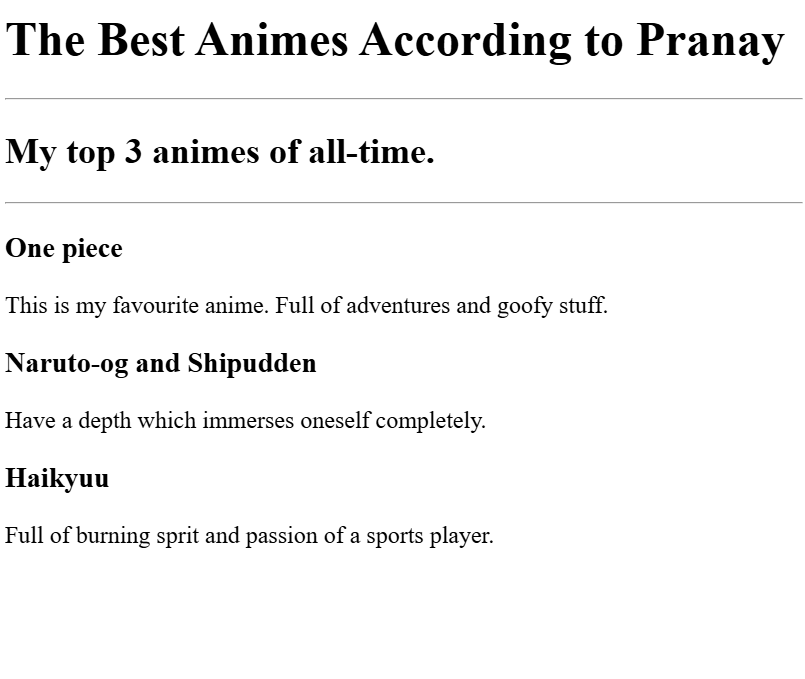 The Best Animes According to Pranay
My top 3 animes of all-time.
One piece
This is my favourite anime. Full of adventures and goofy stuff.
Naruto-og and Shipudden
Have a depth which immerses oneself completely.
Haikyuu
Full of burning sprit and passion of a sports player.